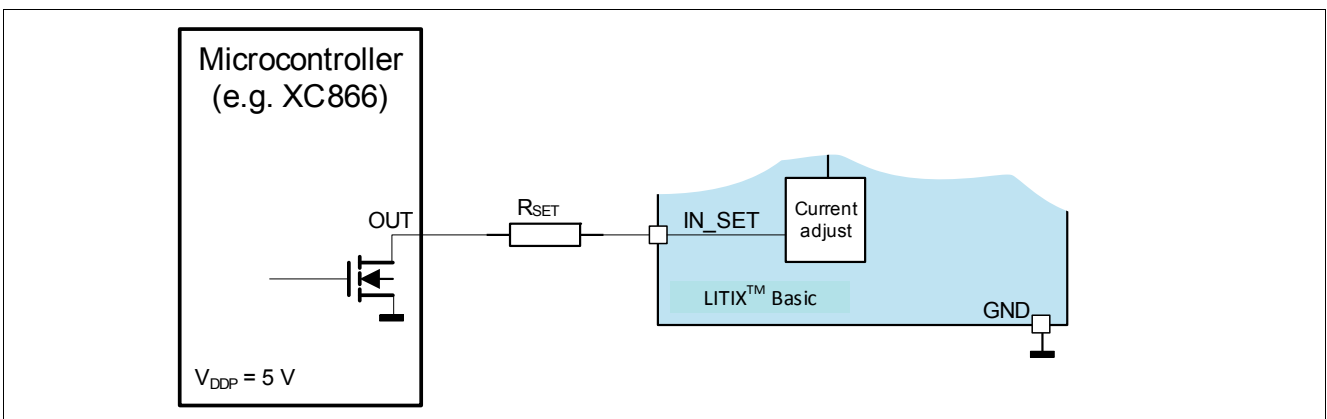 Microcontroller
(e.g. XC866)
OUT
RSET
IN_SET
Current
adjust
LITIX™ Basic
GND
VDDP = 5 V